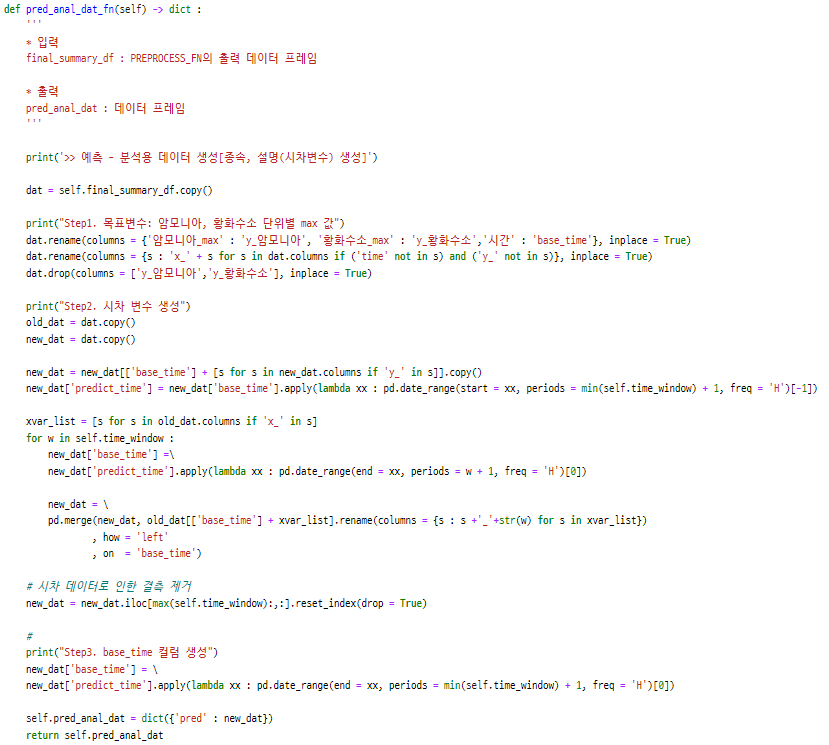 def pred_anal_dat_fn(self) -> dict :
    '''
    * 입력
    final_summary_df : PREPROCESS_FN의 출력 데이터 프레임

    * 출력
    pred_anal_dat : 데이터 프레임
    '''

    print('>> 예측 - 분석용 데이터 생성[종속, 설명(시차변수) 생성]')

    dat = self.final_summary_df.copy()

    print("Step1. 목표변수: 암모니아, 황화수소 단위별 max 값")
    dat.rename(columns = {'암모니아_max' : 'y_암모니아', '황화수소_max' : 'y_황화수소','시간' : 'base_time'}, inplace = True)
    dat.rename(columns = {s : 'x_' + s for s in dat.columns if ('time' not in s) and ('y_' not in s)}, inplace = True)
    dat.drop(columns = ['y_암모니아','y_황화수소'], inplace = True)

    print("Step2. 시차 변수 생성")
    old_dat = dat.copy()
    new_dat = dat.copy()

    new_dat = new_dat[['base_time'] + [s for s in new_dat.columns if 'y_' in s]].copy()
    new_dat['predict_time'] = new_dat['base_time'].apply(lambda xx : pd.date_range(start = xx, periods = min(self.time_window) + 1, freq = 'H')[-1])

    xvar_list = [s for s in old_dat.columns if 'x_' in s]
    for w in self.time_window :
        new_dat['base_time'] =\
        new_dat['predict_time'].apply(lambda xx : pd.date_range(end = xx, periods = w + 1, freq = 'H')[0])

        new_dat = \
        pd.merge(new_dat, old_dat[['base_time'] + xvar_list].rename(columns = {s : s +'_'+str(w) for s in xvar_list})
                , how = 'left'
                , on  = 'base_time')

    # 시차 데이터로 인한 결측 제거
    new_dat = new_dat.iloc[max(self.time_window):,:].reset_index(drop = True)

    #
    print("Step3. base_time 컬럼 생성")
    new_dat['base_time'] = \
    new_dat['predict_time'].apply(lambda xx : pd.date_range(end = xx, periods = min(self.time_window) + 1, freq = 'H')[0])

    self.pred_anal_dat = dict({'pred' : new_dat})
    return self.pred_anal_dat